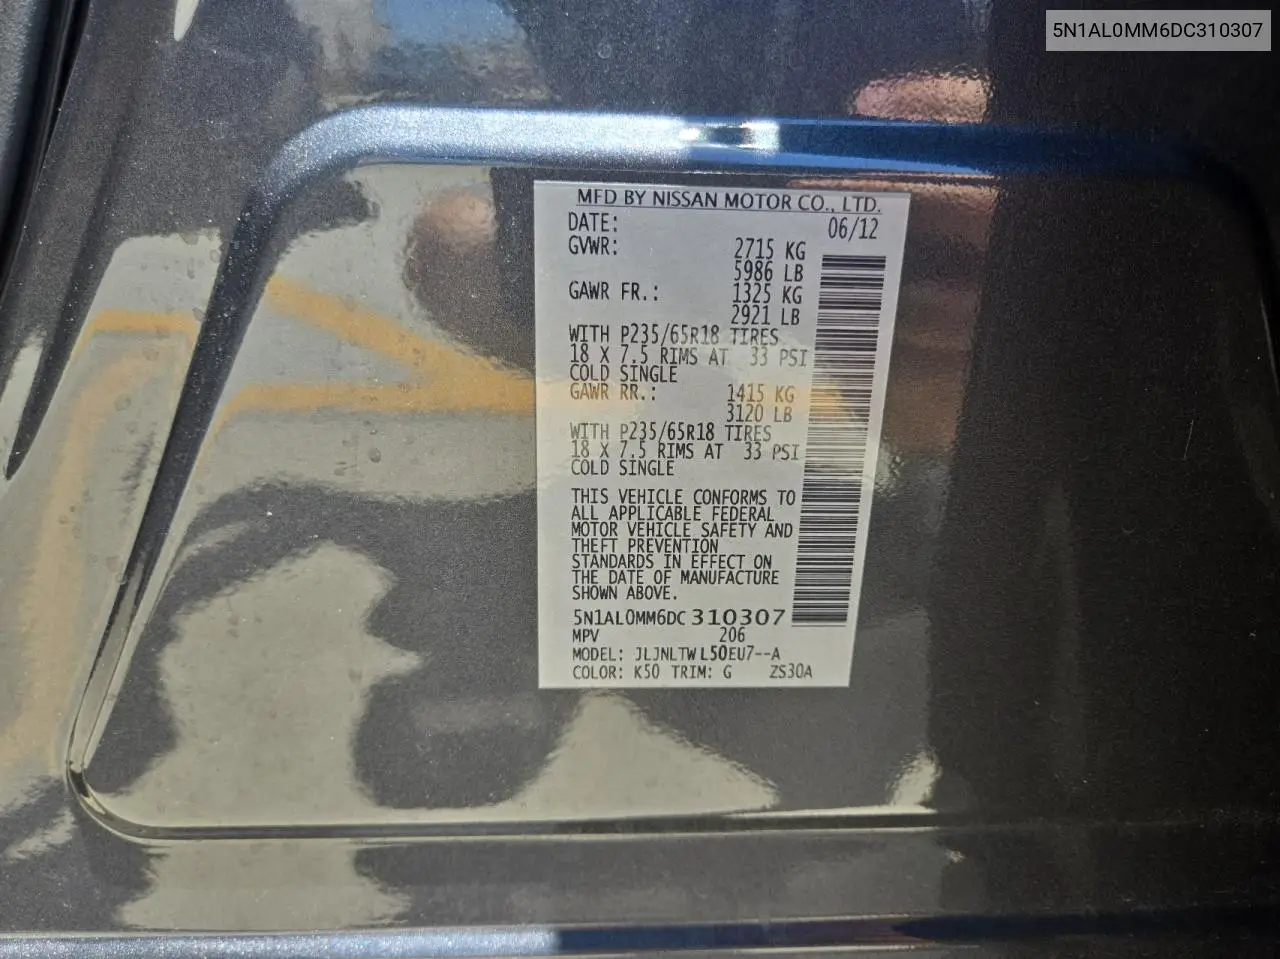 5N1AL0MM6DC310307
MFD BY NISSAN MOTOR CO., LTD.
DATE: 06/12
GVWR: 2715 KG
5986 LB
GAWR FR.: 1325 KG
2921 LB
WITH P235/65R18 TIRES
18 X 7.5 RIMS AT 33 PSI
COLD SINGLE
GAWR RR.: 1415 KG
3120 LB
WITH P235/65R18 TIRES
18 X 7.5 RIMS AT 33 PSI
COLD SINGLE
THIS VEHICLE CONFORMS TO
ALL APPLICABLE FEDERAL
MOTOR VEHICLE SAFETY AND
THEFT PREVENTION
STANDARDS IN EFFECT ON
THE DATE OF MANUFACTURE
SHOWN ABOVE.
5N1AL0MM6DC 310307
MPV 206
MODEL: JLJNLTW L50EU7--A
COLOR: K50 TRIM: G ZS30A